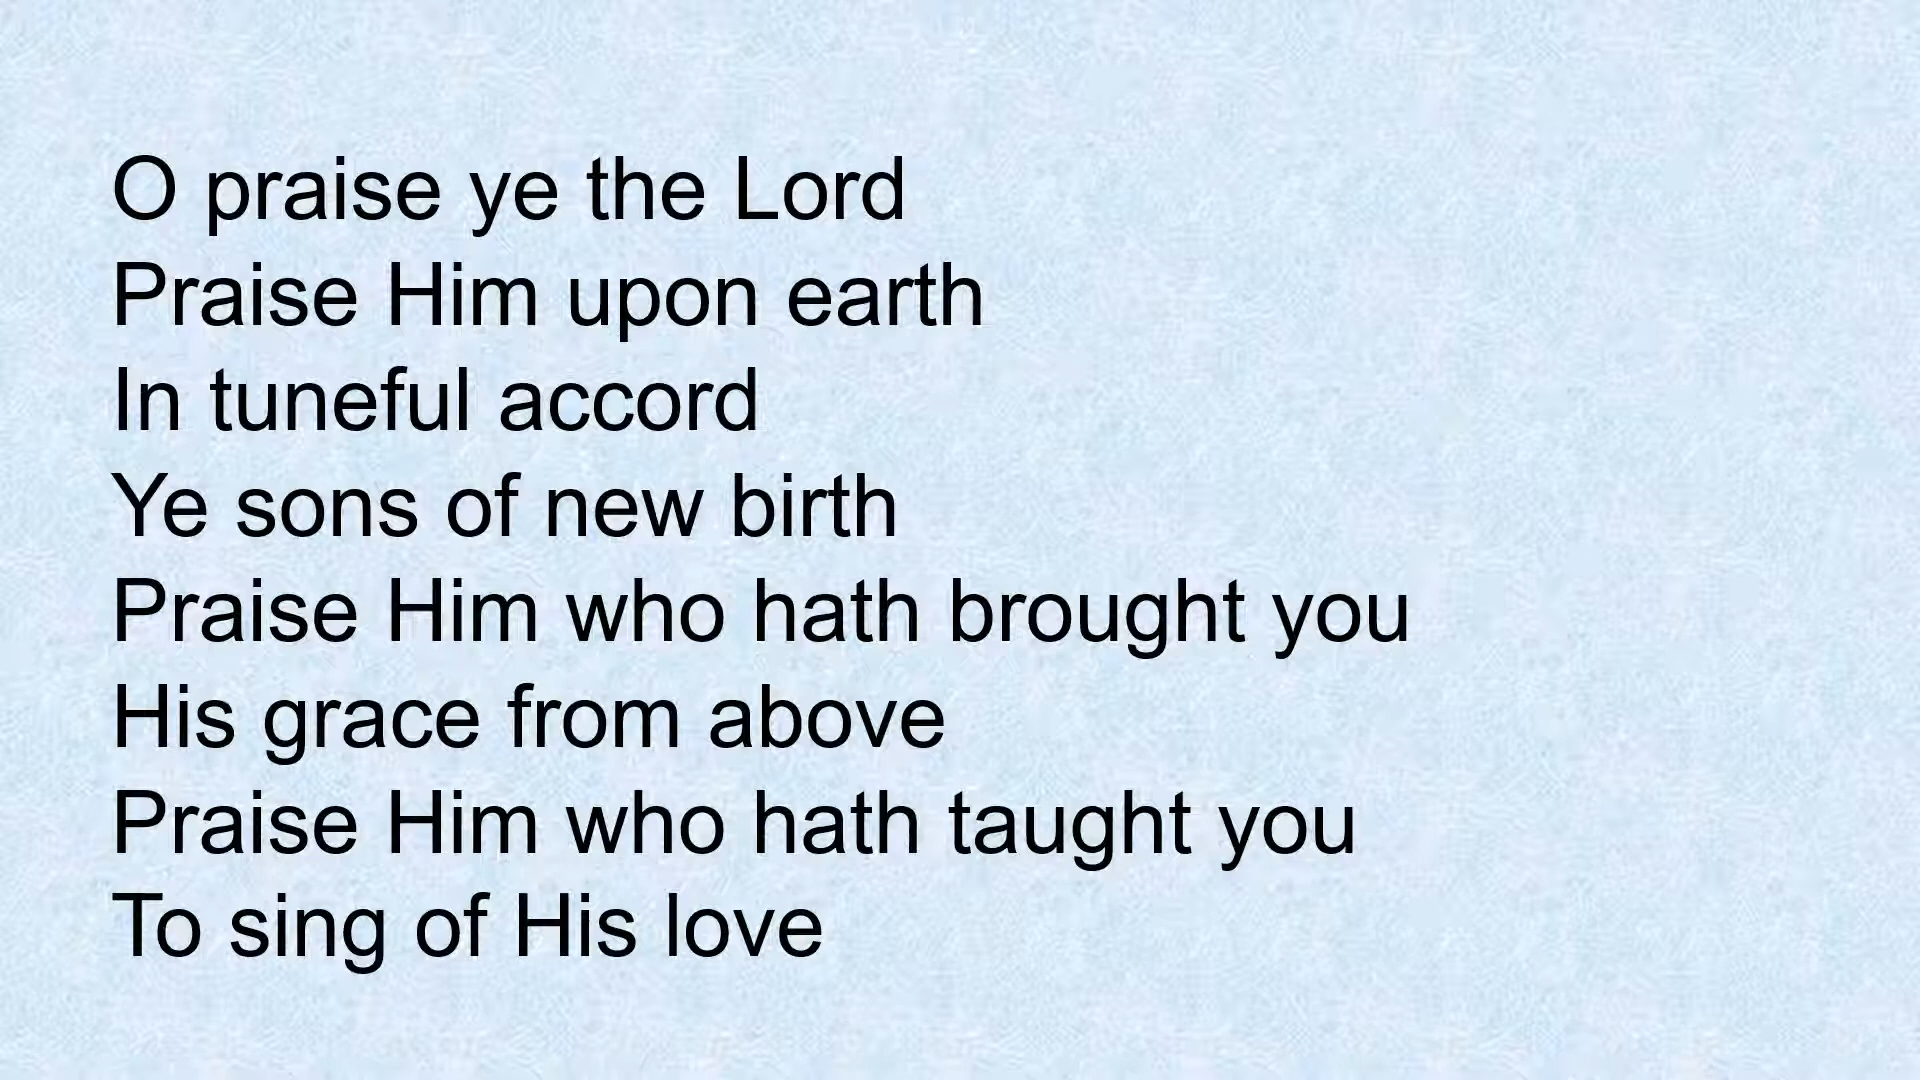 O praise ye the Lord
Praise Him upon earth
In tuneful accord
Ye sons of new birth
Praise Him who hath brought you
His grace from above
Praise Him who hath taught you
To sing of His love